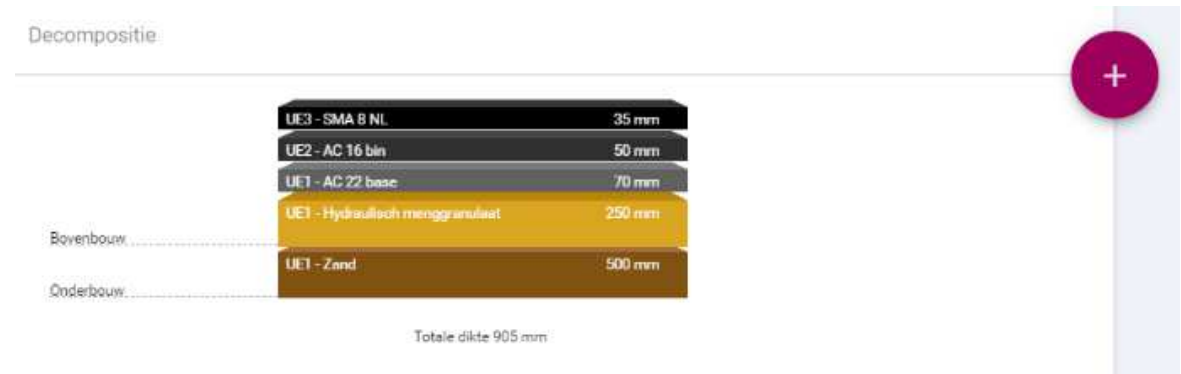 Decompositie
+
UE3 - SMA 8 NL 35 mm
UE2 - AC 16 bin 50 mm
UE1 - AC 22 base 70 mm
UE1 - Hydraulisch menggranulaat 250 mm
Bovenbouw
UE1 - Zand 500 mm
Onderbouw
Totale dikte 905 mm